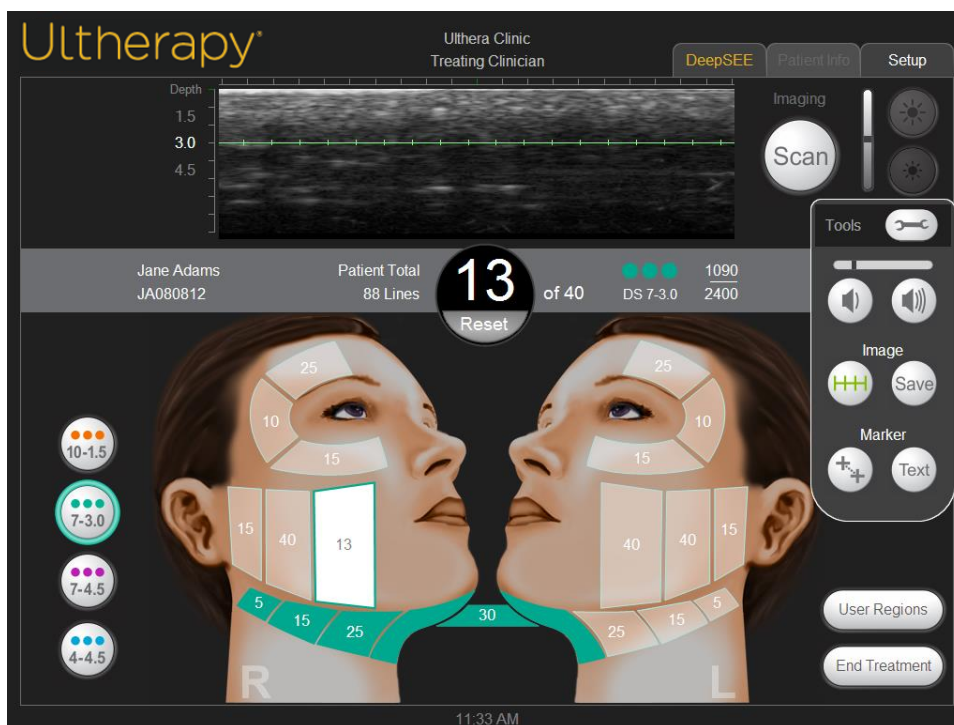 Ultherapy®
Ulthera Clinic
Treating Clinician
DeepSEE
Patient Info
Setup
Depth
1.5
3.0
4.5
Imaging
Scan
Tools
Jane Adams
JA080812
Patient Total
88 Lines
13
of 40
Reset
DS 7-3.0
1090
2400
Image
Save
Marker
Text
10-1.5
7-3.0
7-4.5
4-4.5
25
10
15
15
40
13
5
15
25
30
25
10
15
40
40
15
25
15
5
R
L
User Regions
End Treatment
11:33 AM